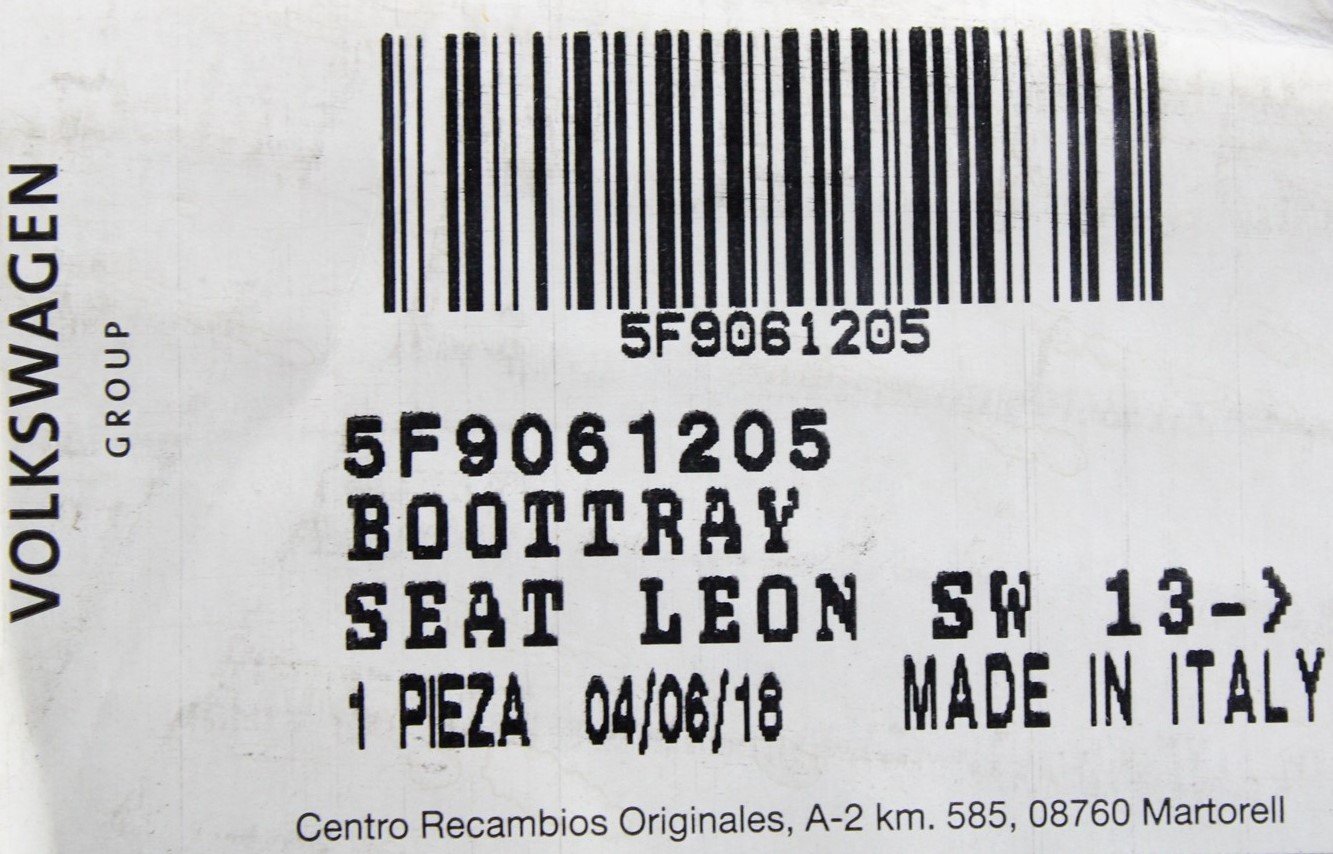 VOLKSWAGEN
GROUP
5F9061205
5F9061205
BOOTTRAY
SEAT LEON SW 13->
1 PIEZA 04/06/18 MADE IN ITALY
Centro Recambios Originales, A-2 km. 585, 08760 Martorell